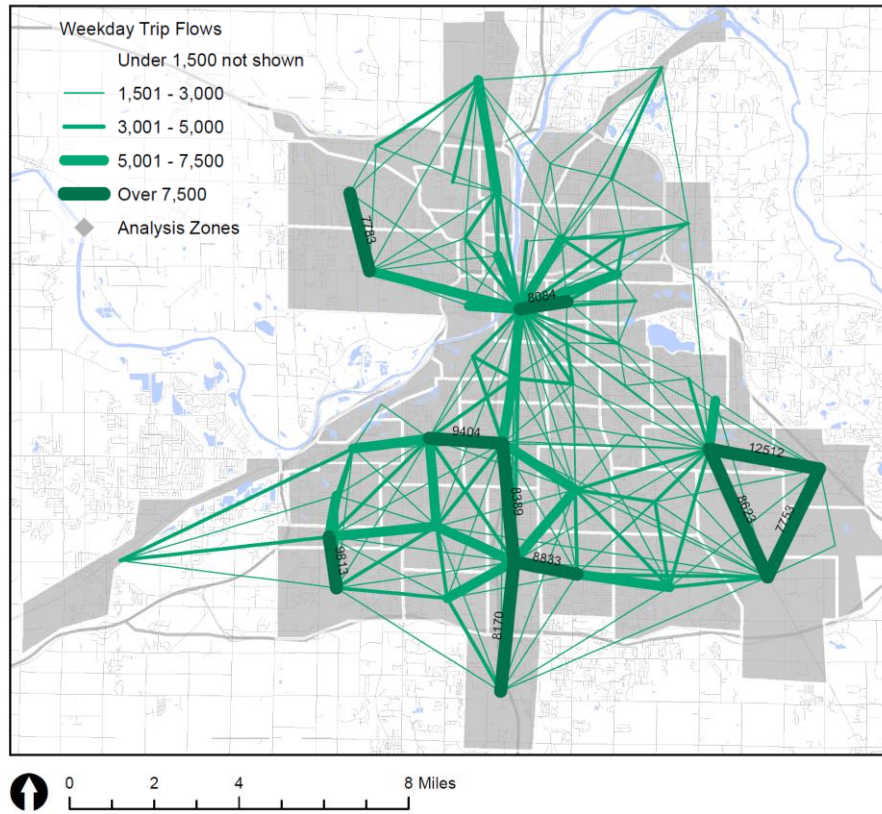 Weekday Trip Flows
Under 1,500 not shown
1,501 - 3,000
3,001 - 5,000
5,001 - 7,500
Over 7,500
Analysis Zones
7783
8084
9404
8389
12512
8623
7753
9813
8833
8170
0 2 4 8 Miles